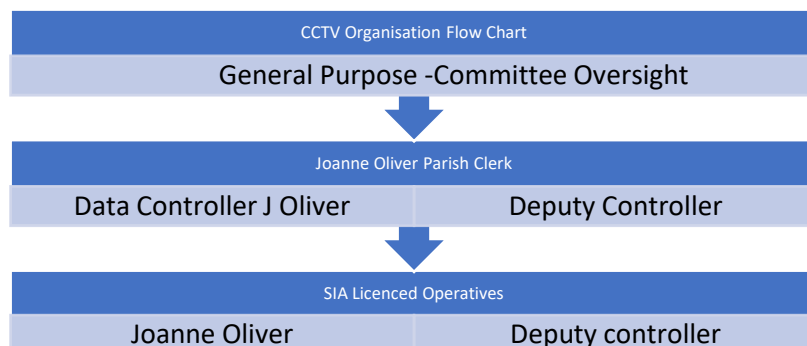 CCTV Organisation Flow Chart
General Purpose -Committee Oversight
Joanne Oliver Parish Clerk
Data Controller J Oliver
Deputy Controller
SIA Licenced Operatives
Joanne Oliver
Deputy controller